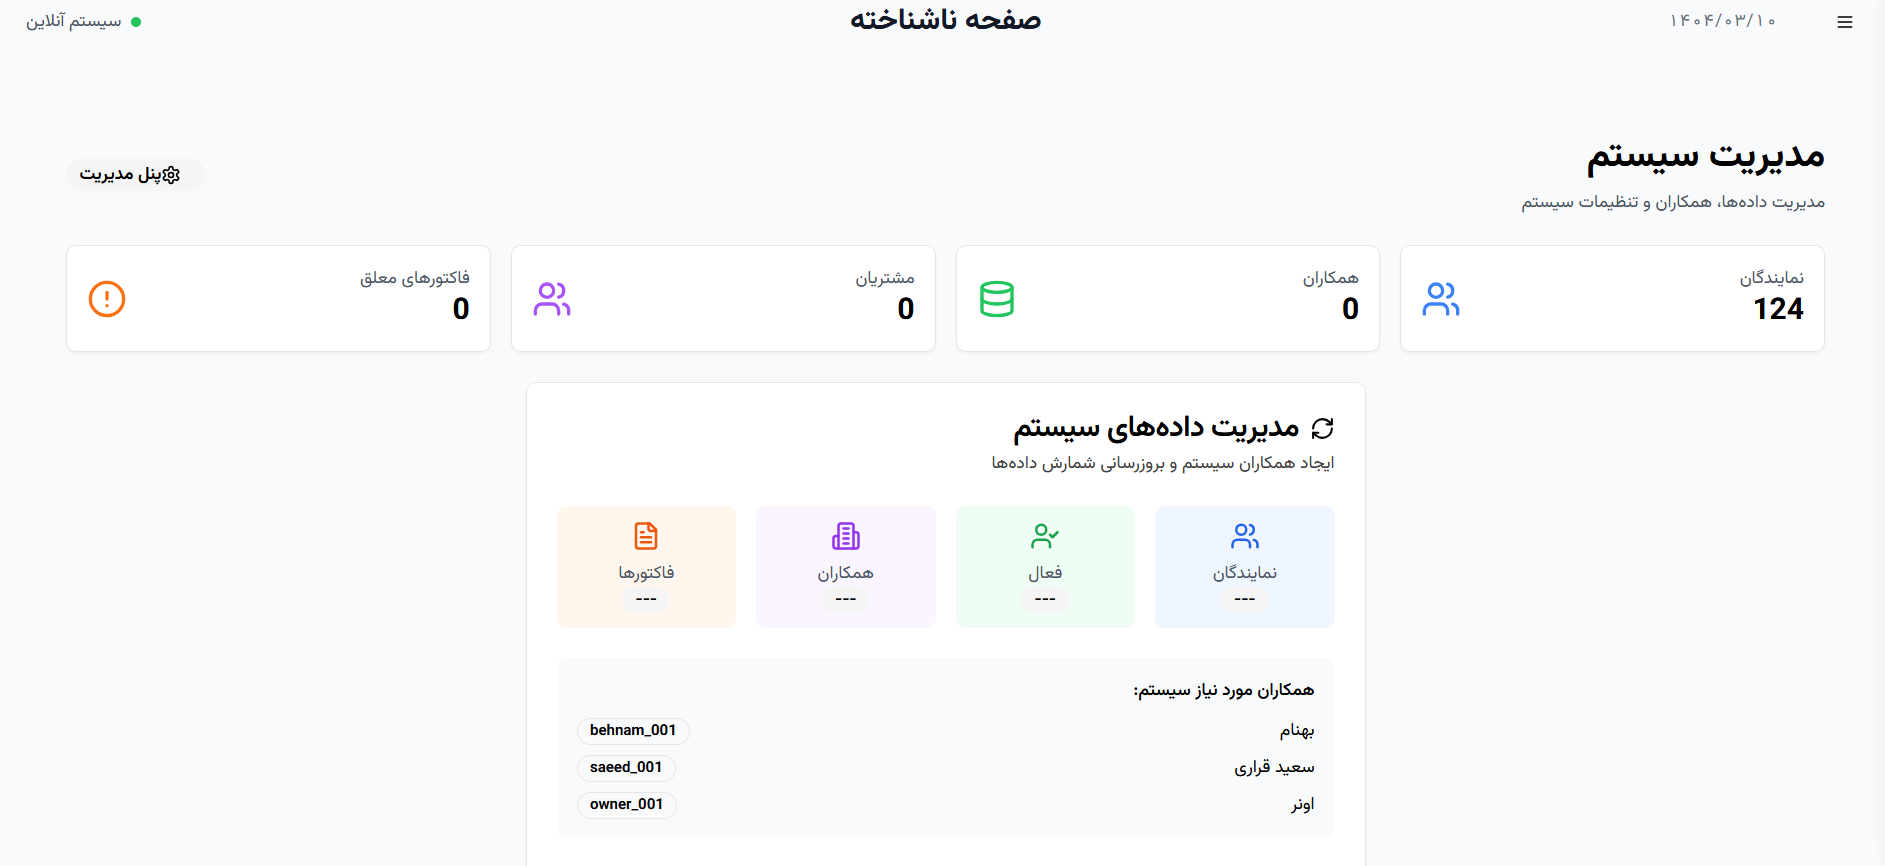 ۱۴۰۴/۰۳/۱۰
صفحه ناشناخته
سیستم آنلاین
مدیریت سیستم
مدیریت داده‌ها، همکاران و تنظیمات سیستم
پنل مدیریت
نمایندگان
124
همکاران
0
مشتریان
0
فاکتورهای معلق
0
مدیریت داده‌های سیستم
ایجاد همکاران سیستم و بروزرسانی شمارش داده‌ها
نمایندگان
---
فعال
---
همکاران
---
فاکتورها
---
همکاران مورد نیاز سیستم:
بهنام
behnam_001
سعید قراری
saeed_001
اونر
owner_001